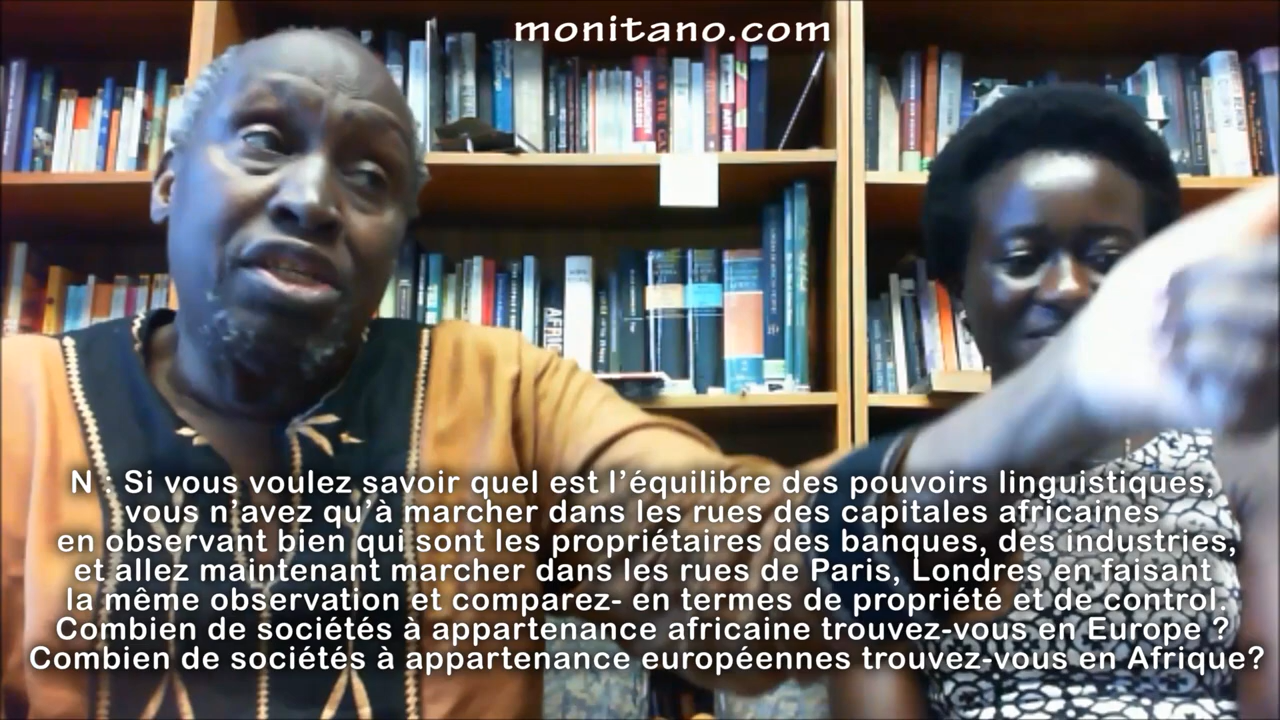 monitano.com
AFRIC
N : Si vous voulez savoir quel est l'équilibre des pouvoirs linguistiques,
vous n'avez qu'à marcher dans les rues des capitales africaines
en observant bien qui sont les propriétaires des banques, des industries,
et allez maintenant marcher dans les rues de Paris, Londres en faisant
la même observation et comparez- en termes de propriété et de control.
Combien de sociétés à appartenance africaine trouvez-vous en Europe ?
Combien de sociétés à appartenance européennes trouvez-vous en Afrique?